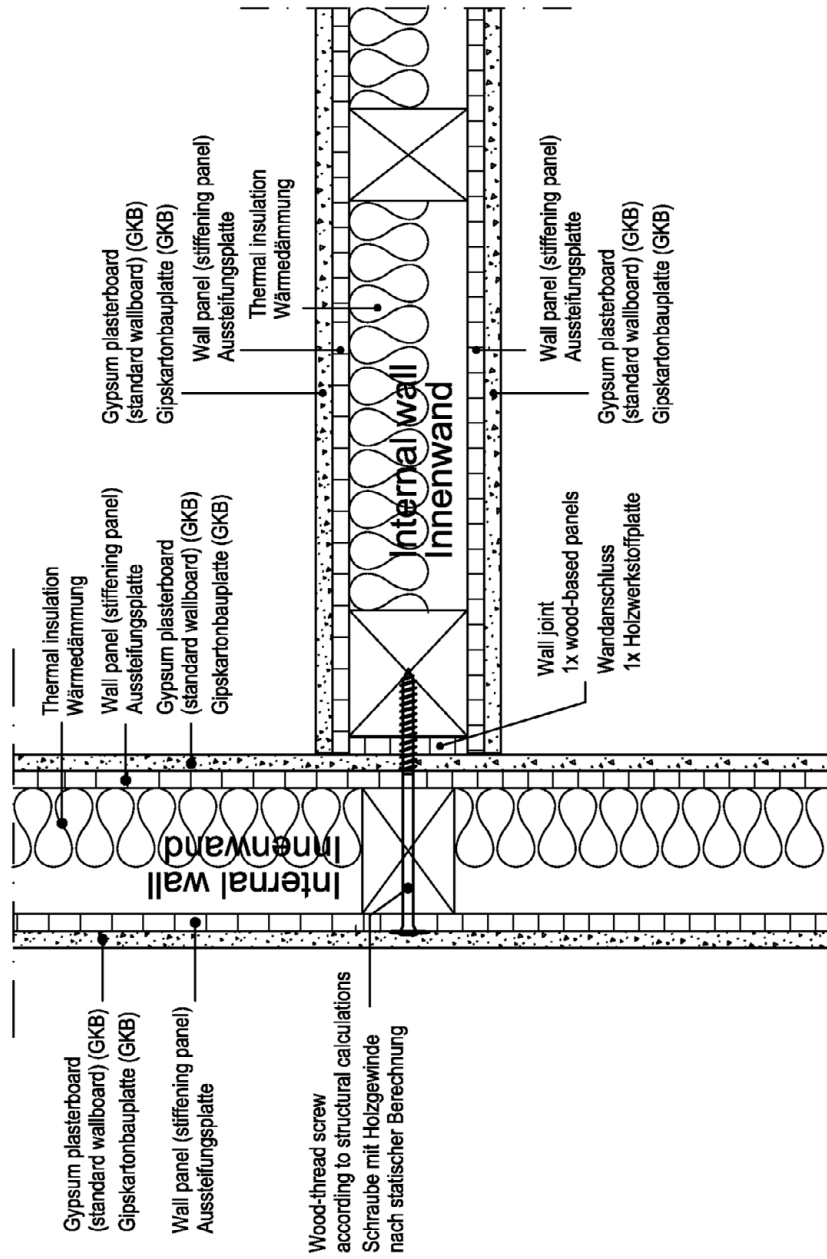 Gypsum plasterboard
(standard wallboard) (GKB)
Gipskartonbauplatte (GKB)
Wall panel (stiffening panel)
Aussteifungsplatte
Wood-thread screw
according to structural calculations
Schraube mit Holzgewinde
nach statischer Berechnung
Internal wall
Innenwand
Thermal insulation
Wärmedämmung
Wall panel (stiffening panel)
Aussteifungsplatte
Gypsum plasterboard
(standard wallboard) (GKB)
Gipskartonbauplatte (GKB)
Gypsum plasterboard
(standard wallboard) (GKB)
Gipskartonbauplatte (GKB)
Wall panel (stiffening panel)
Aussteifungsplatte
Thermal insulation
Wärmedämmung
Internal wall
Innenwand
Wall joint
1x wood-based panels
Wandanschluss
1x Holzwerkstoffplatte
Wall panel (stiffening panel)
Aussteifungsplatte
Gypsum plasterboard
(standard wallboard) (GKB)
Gipskartonbauplatte (GKB)